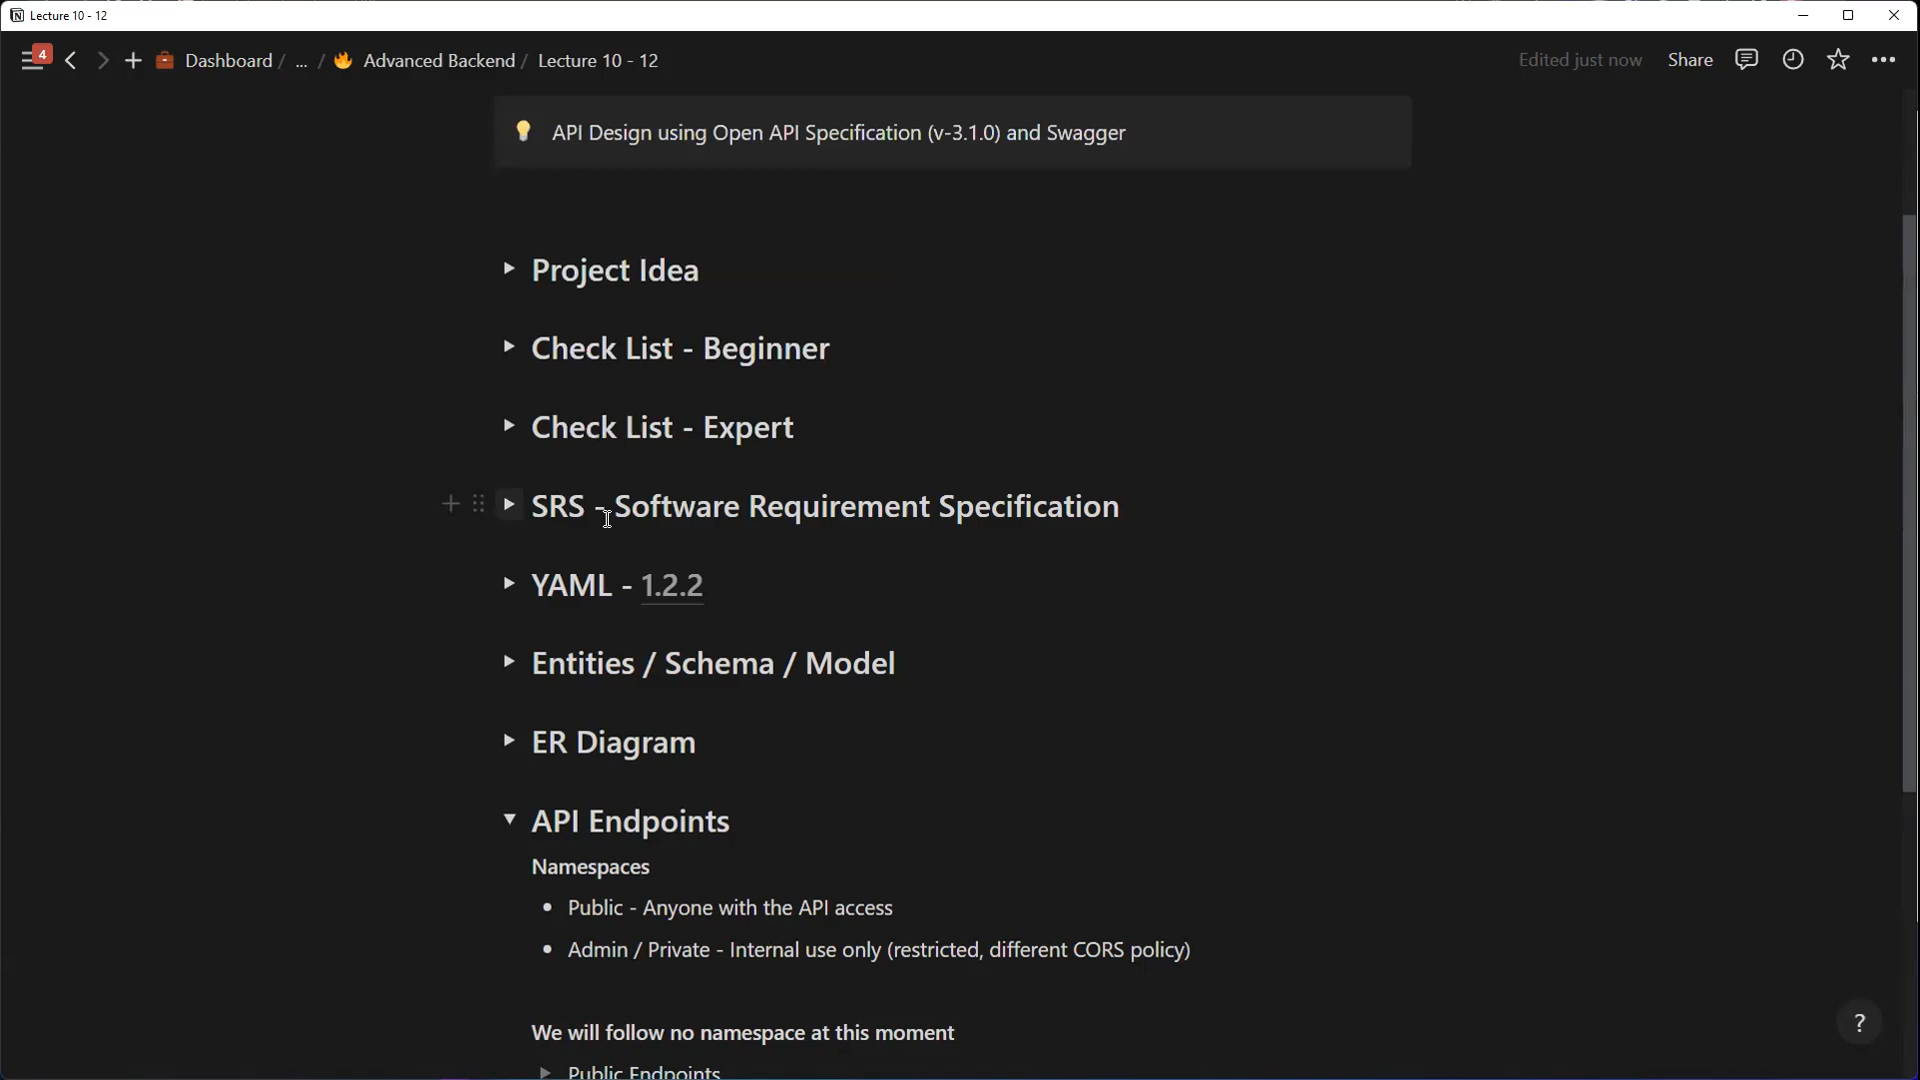 Lecture 10 - 12
4
Dashboard / ... / Advanced Backend / Lecture 10 - 12
Edited just now Share
API Design using Open API Specification (v-3.1.0) and Swagger
Project Idea
Check List - Beginner
Check List - Expert
SRS - Software Requirement Specification
YAML - 1.2.2
Entities / Schema / Model
ER Diagram
API Endpoints
Namespaces
• Public - Anyone with the API access
• Admin / Private - Internal use only (restricted, different CORS policy)
We will follow no namespace at this moment
Public Endpoints
?